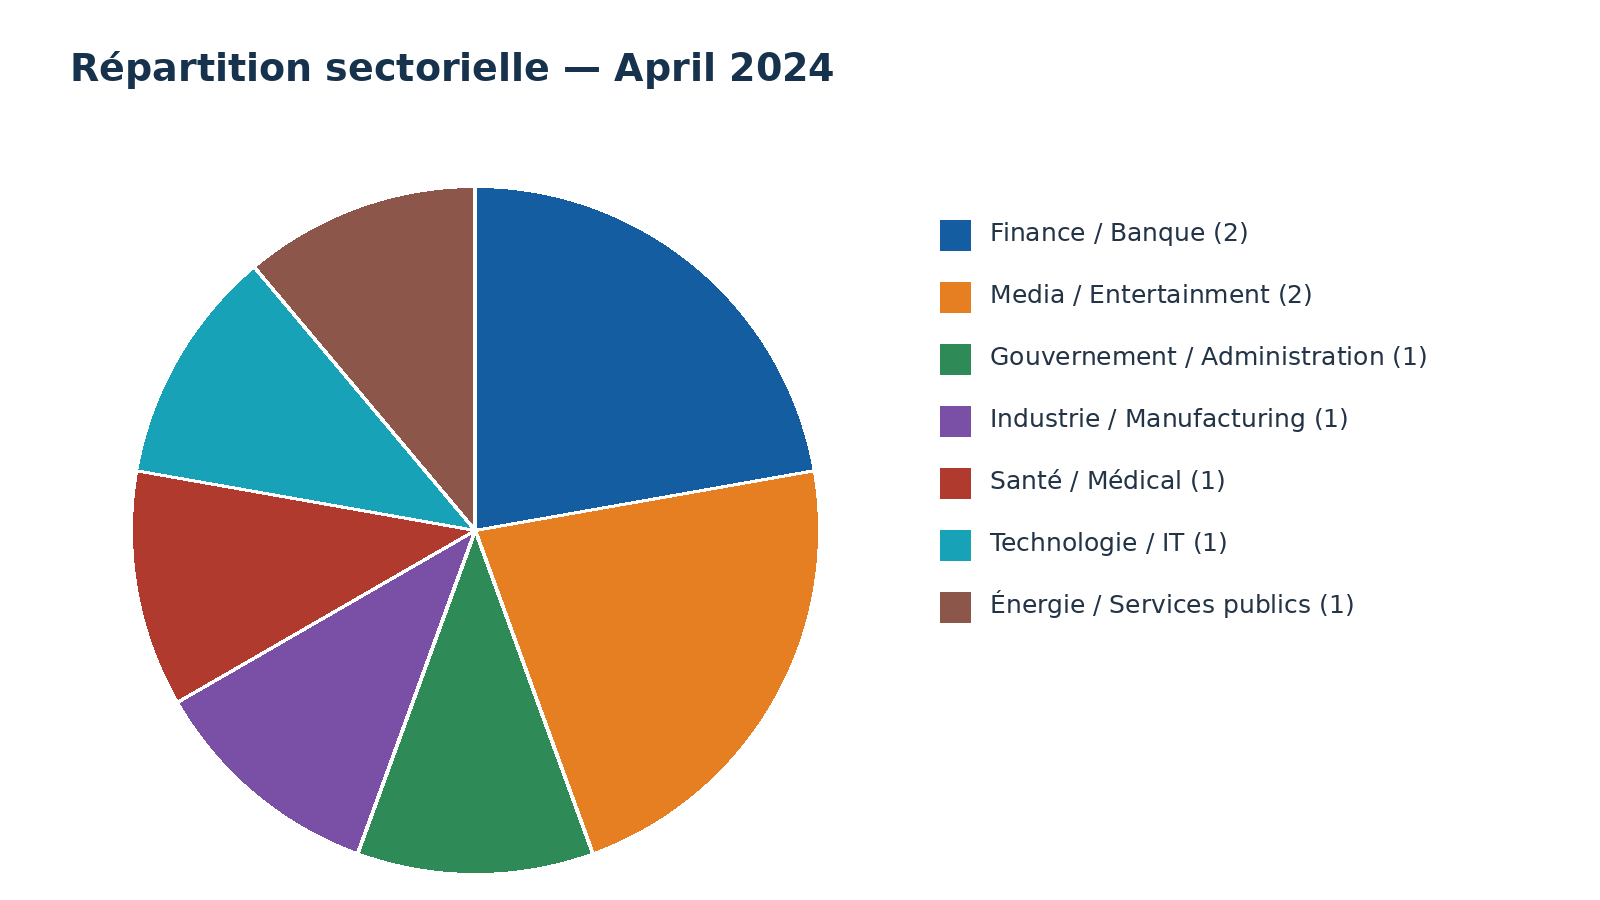 Répartition sectorielle — April 2024
Finance / Banque (2)
Media / Entertainment (2)
Gouvernement / Administration (1)
Industrie / Manufacturing (1)
Santé / Médical (1)
Technologie / IT (1)
Énergie / Services publics (1)